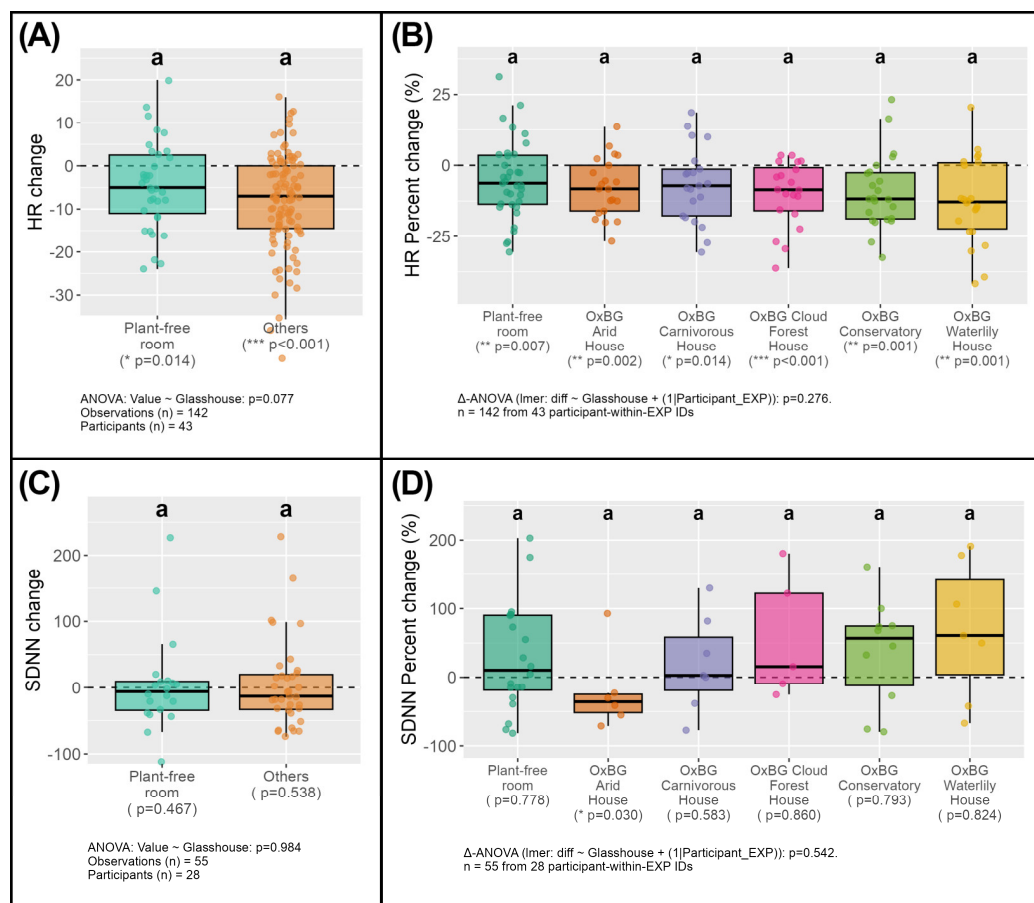 (A)
a
a
HR change
20
10
0
-10
-20
-30
Plant-free
room
(* p=0.014)
Others
(*** p<0.001)
ANOVA: Value ~ Glasshouse: p=0.077
Observations (n) = 142
Participants (n) = 43
(B)
a
a
a
a
a
a
HR Percent change (%)
25
0
-25
Plant-free
room
(** p=0.007)
OxBG
Arid
House
(** p=0.002)
OxBG
Carnivorous
House
(* p=0.014)
OxBG Cloud
Forest
House
(*** p<0.001)
OxBG
Conservatory
(** p=0.001)
OxBG
Waterlily
House
(** p=0.001)
Δ-ANOVA (lmer: diff ~ Glasshouse + (1|Participant_EXP)): p=0.276.
n = 142 from 43 participant-within-EXP IDs
(C)
a
a
SDNN change
200
100
0
-100
Plant-free
room
( p=0.467)
Others
( p=0.538)
ANOVA: Value ~ Glasshouse: p=0.984
Observations (n) = 55
Participants (n) = 28
(D)
a
a
a
a
a
a
SDNN Percent change (%)
200
100
0
-100
Plant-free
room
( p=0.778)
OxBG
Arid
House
(* p=0.030)
OxBG
Carnivorous
House
( p=0.583)
OxBG Cloud
Forest
House
( p=0.860)
OxBG
Conservatory
( p=0.793)
OxBG
Waterlily
House
( p=0.824)
Δ-ANOVA (lmer: diff ~ Glasshouse + (1|Participant_EXP)): p=0.542.
n = 55 from 28 participant-within-EXP IDs